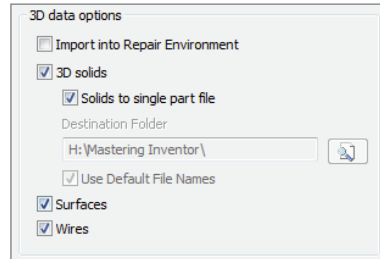 3D data options
Import into Repair Environment
3D solids
Solids to single part file
Destination Folder
H:\Mastering Inventor\
Use Default File Names
Surfaces
Wires